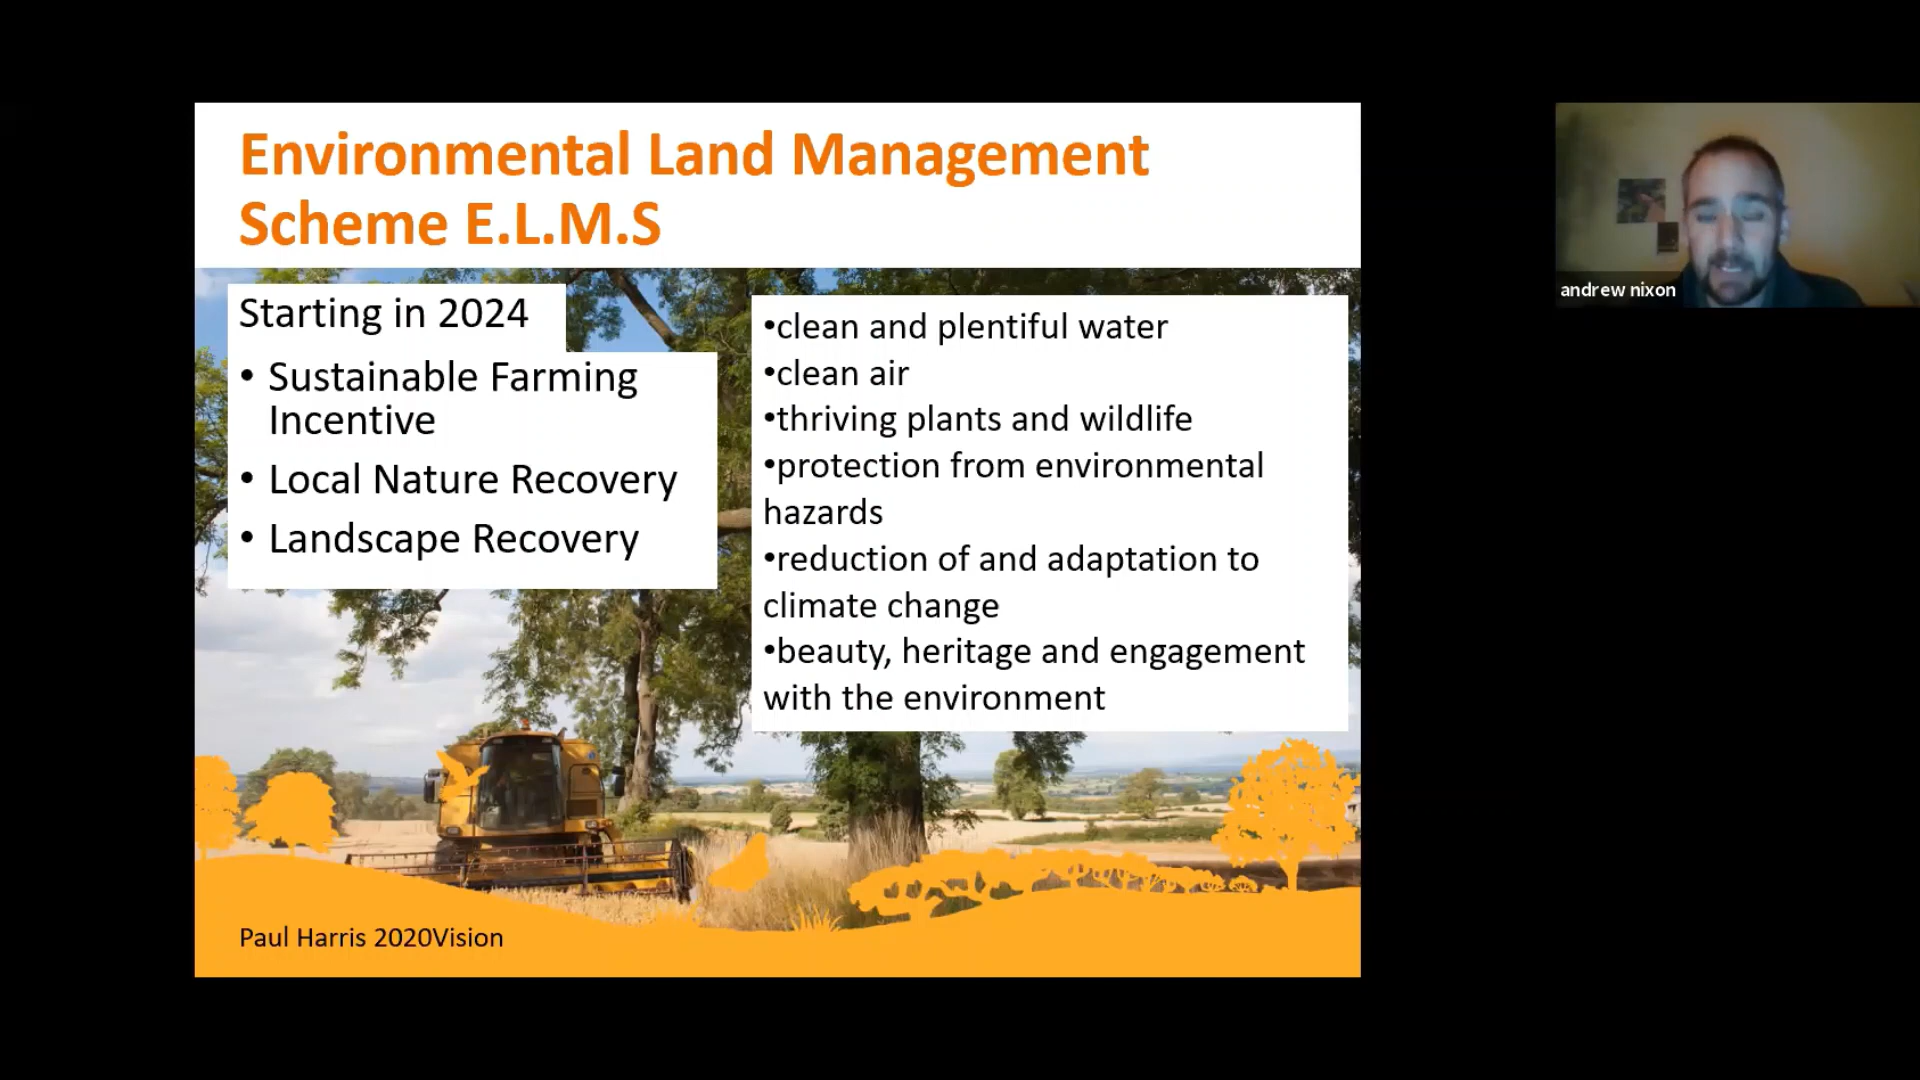 Environmental Land Management
Scheme E.L.M.S
Starting in 2024
• Sustainable Farming
Incentive
• Local Nature Recovery
• Landscape Recovery
•clean and plentiful water
•clean air
•thriving plants and wildlife
•protection from environmental
hazards
•reduction of and adaptation to
climate change
•beauty, heritage and engagement
with the environment
Paul Harris 2020Vision
andrew nixon